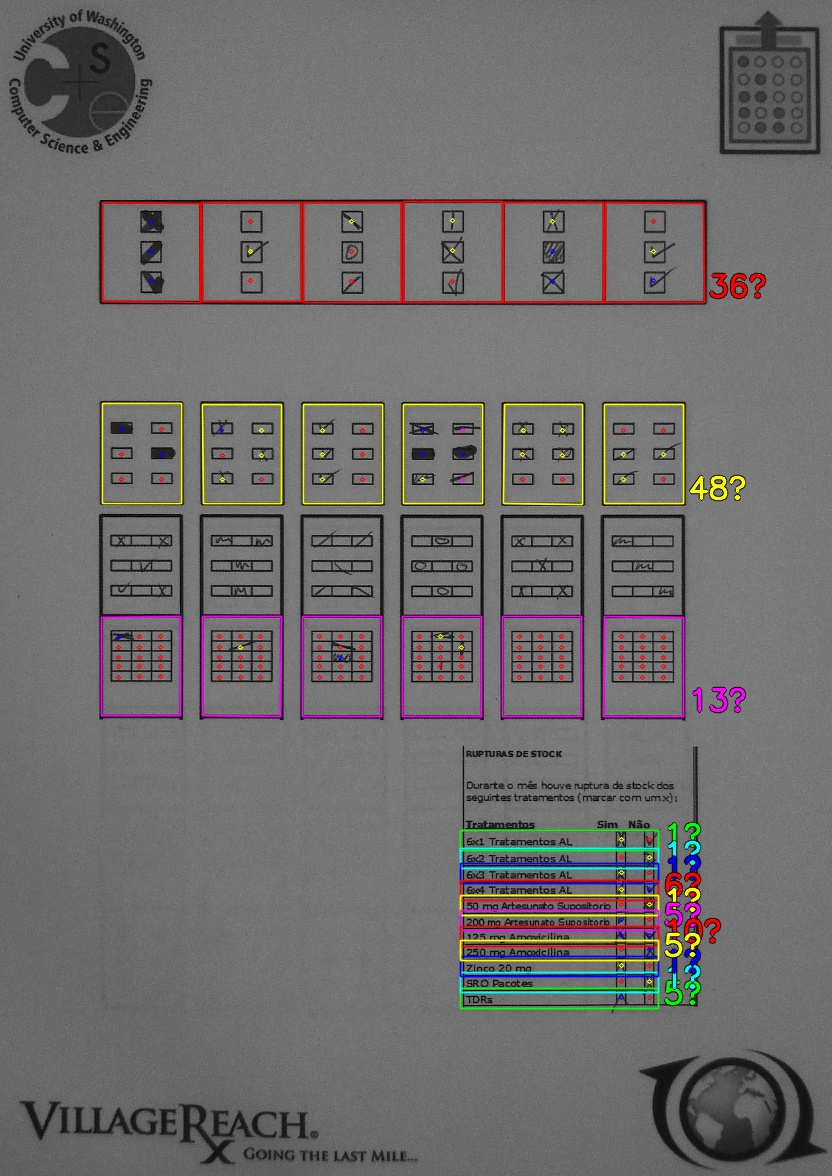 University of Washington
Computer Science & Engineering
CSe
36?
48?
13?
RUPTURAS DE STOCK
Durante o mês houve ruptura de stock dos
seguintes tratamentos (marcar com um x):
Tratamentos Sim Não
6x1 Tratamentos AL 1?
6x2 Tratamentos AL 1?
6x3 Tratamentos AL 1?
6x4 Tratamentos AL 6?
50 mg Artesunato Supositorio 1?
200 mg Artesunato Supositorio 5?
125 mg Amoxicilina 10?
250 mg Amoxicilina 5?
Zinco 20 mg 1?
SRO Pacotes 1?
TDRs 5?
VILLAGEREACH®
GOING THE LAST MILE...